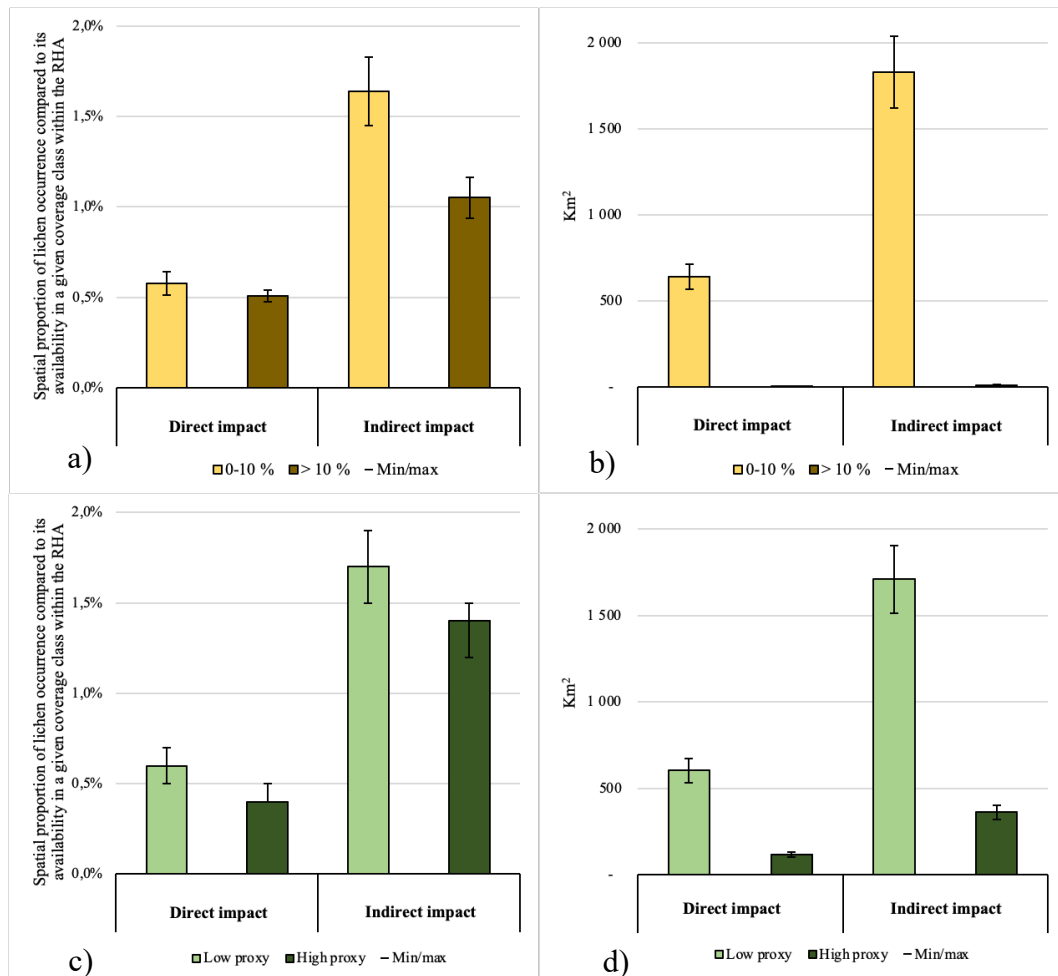 Spatial proportion of lichen occurrence compared to its
availability in a given coverage class within the RHA
2,0%
1,5%
1,0%
0,5%
0,0%
Direct impact Indirect impact
a)
0-10 % > 10 % Min/max
Km²
2 000
1 500
1 000
500
-
Direct impact Indirect impact
b)
0-10 % > 10 % Min/max
Spatial proportion of lichen occurrence compared to its
availability in a given coverage class within the RHA
2,0%
1,5%
1,0%
0,5%
0,0%
Direct impact Indirect impact
c)
Low proxy High proxy Min/max
Km²
2 000
1 500
1 000
500
-
Direct impact Indirect impact
d)
Low proxy High proxy Min/max